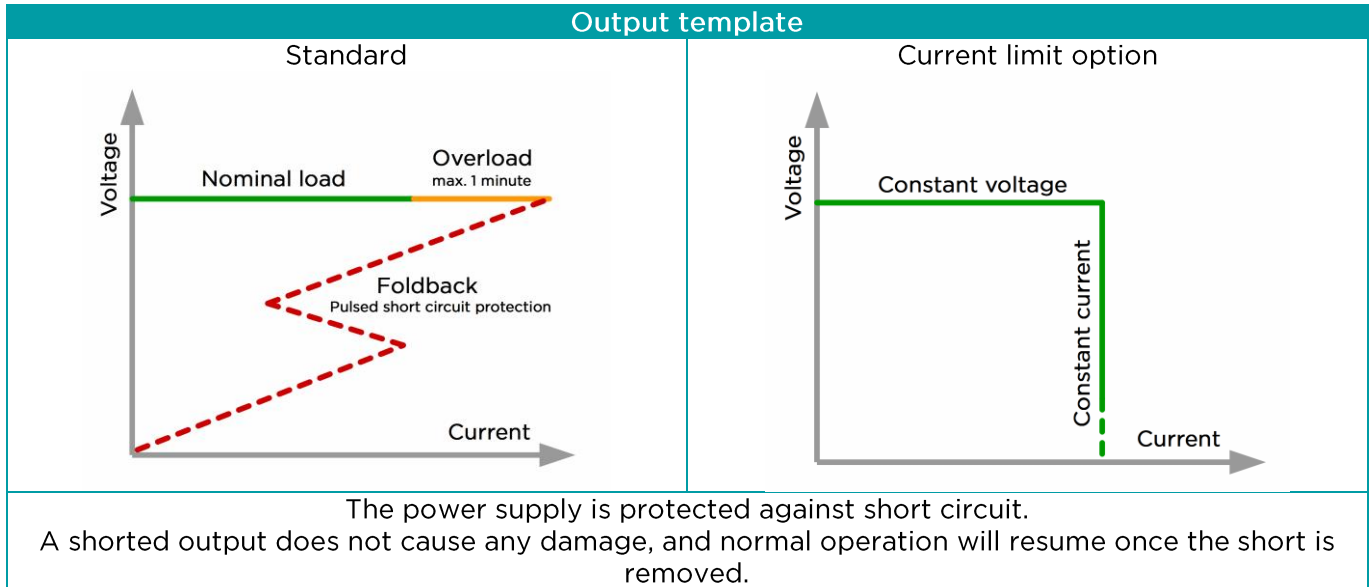 Output template
Standard
Voltage
Nominal load
Overload
max. 1 minute
Foldback
Pulsed short circuit protection
Current
Current limit option
Voltage
Constant voltage
Constant current
Current
The power supply is protected against short circuit.
A shorted output does not cause any damage, and normal operation will resume once the short is
removed.